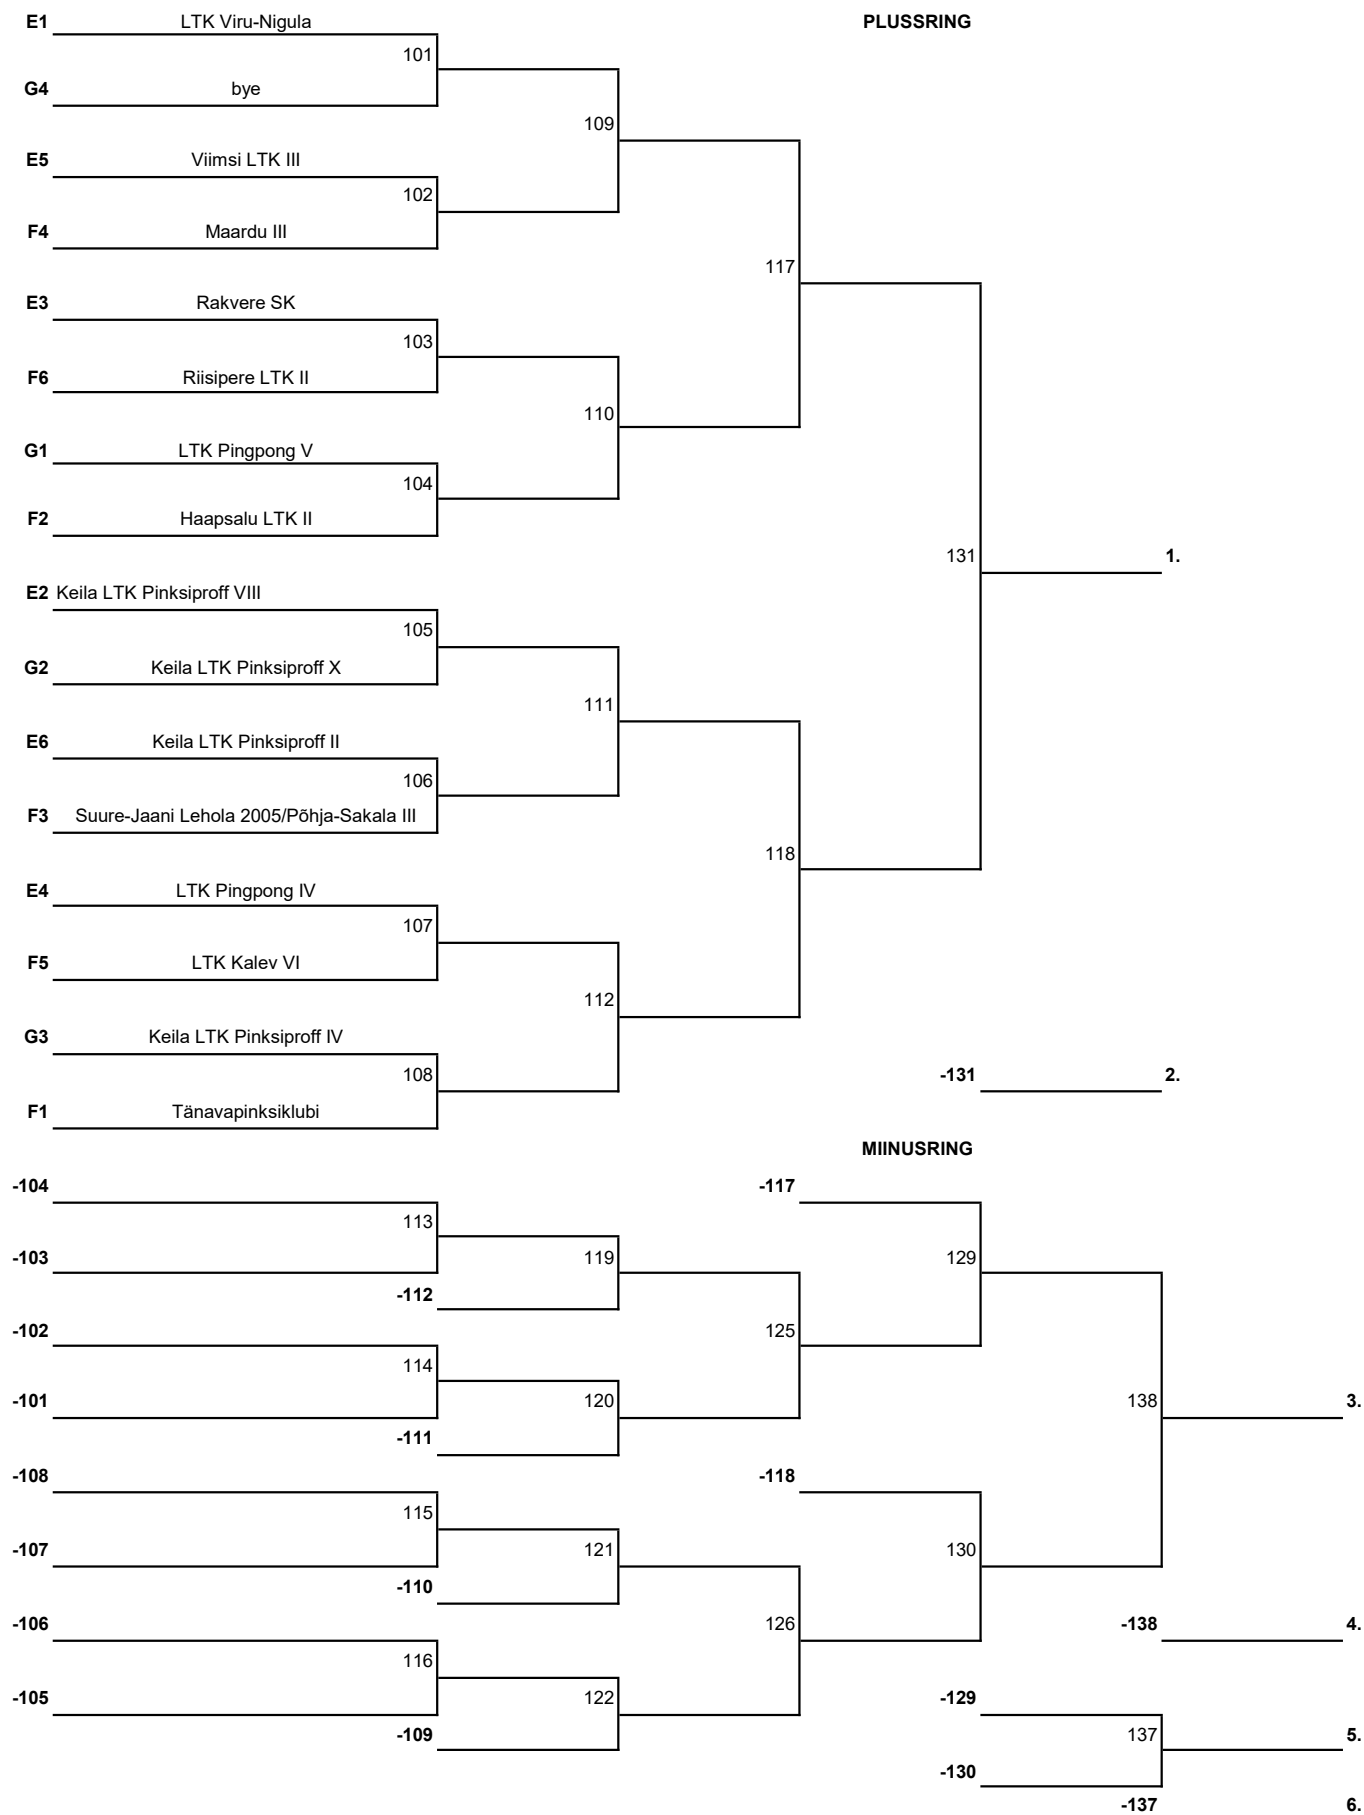 E1 LTK Viru-Nigula PLUSSRING
101
G4 bye
109
E5 Viimsi LTK III
102
F4 Maardu III
117
E3 Rakvere SK
103
F6 Riisipere LTK II
110
G1 LTK Pingpong V
104
F2 Haapsalu LTK II
131 1.
E2 Keila LTK Pinksiproff VIII
105
G2 Keila LTK Pinksiproff X
111
E6 Keila LTK Pinksiproff II
106
F3 Suure-Jaani Lehola 2005/Põhja-Sakala III
118
E4 LTK Pingpong IV
107
F5 LTK Kalev VI
112
G3 Keila LTK Pinksiproff IV
108 -131 2.
F1 Tänavapinksiklubi
MIINUSRING
-104 -117
113
-103 119 129
-112
-102 125
114
-101 120 138 3.
-111
-108 -118
115
-107 121 130
-110
-106 126 -138 4.
116
-105 122 -129
-109 137 5.
-130
-137 6.